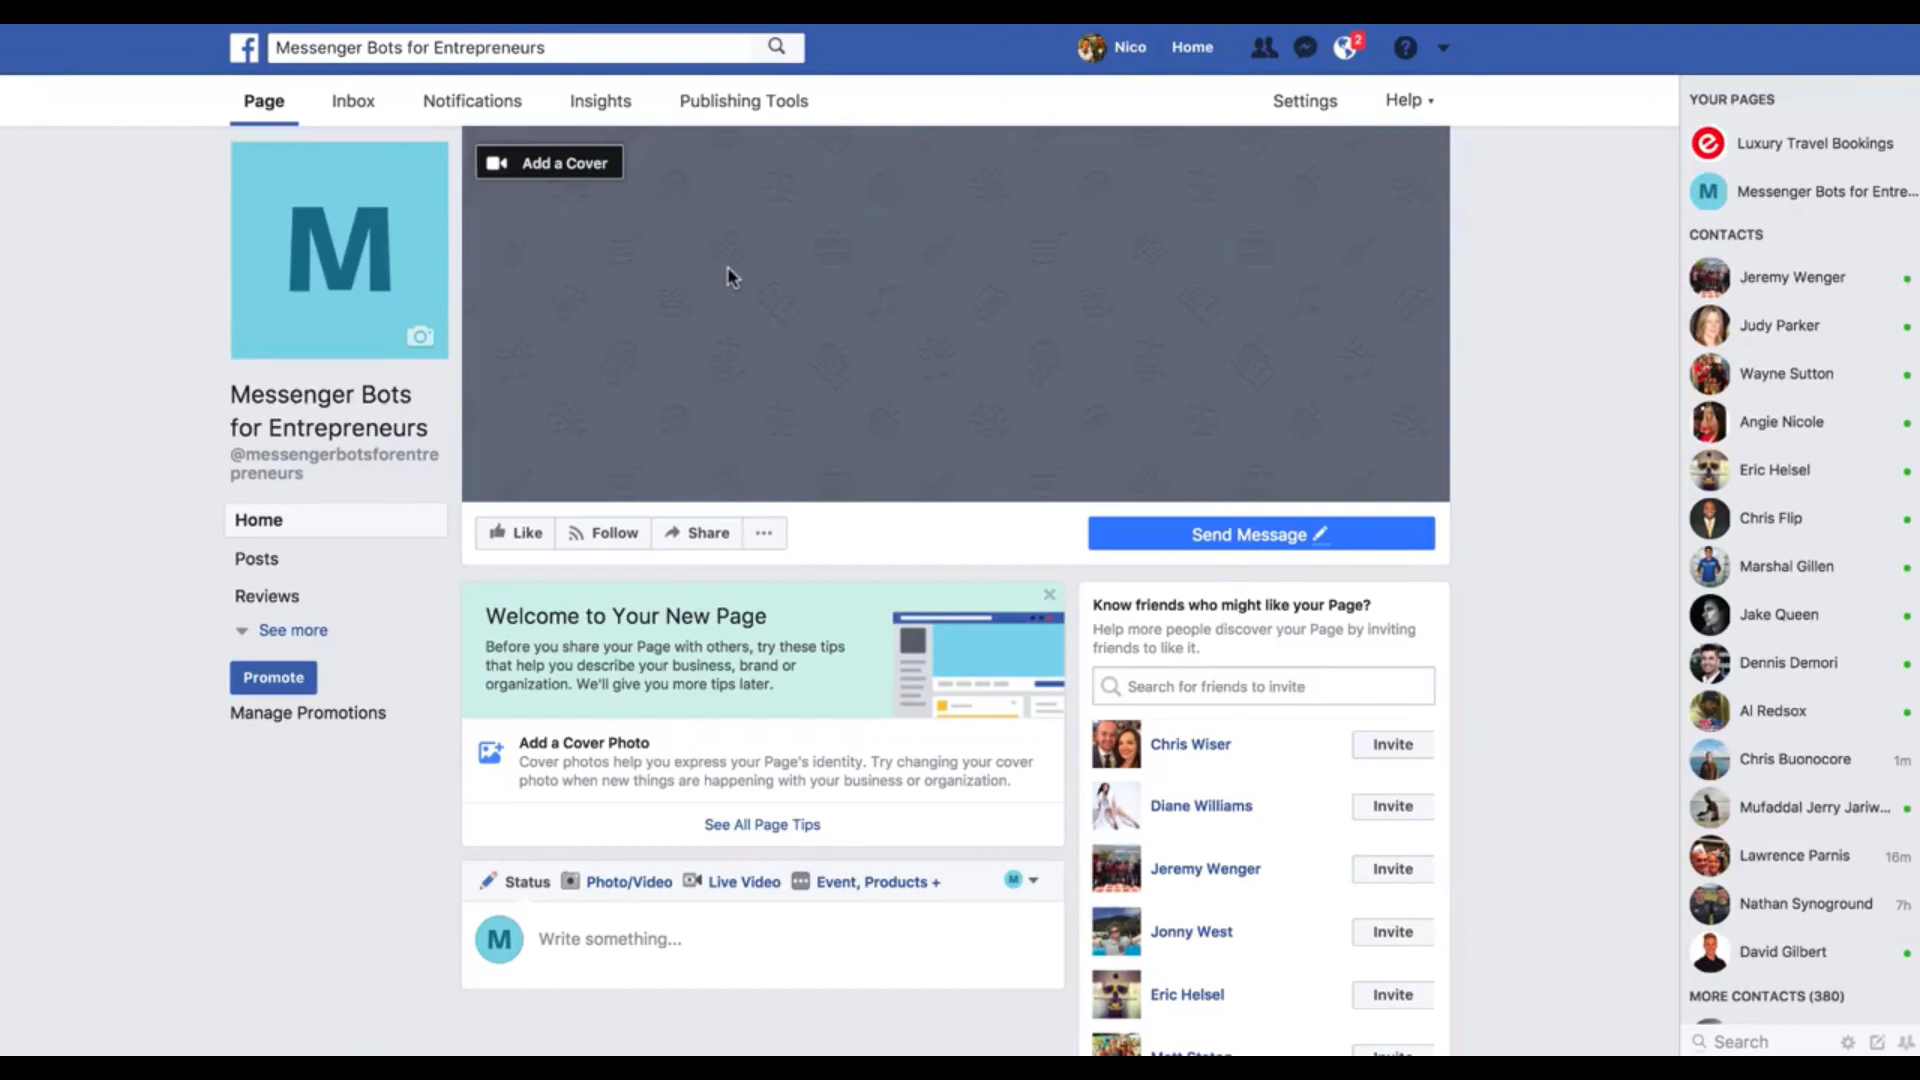 Messenger Bots for Entrepreneurs
Nico
Home
2
Page
Inbox
Notifications
Insights
Publishing Tools
Settings
Help
Add a Cover
M
Messenger Bots
for Entrepreneurs
@messengerbotsforentre
preneurs
Home
Posts
Reviews
See more
Promote
Manage Promotions
Like
Follow
Share
Send Message
Welcome to Your New Page
Before you share your Page with others, try these tips
that help you describe your business, brand or
organization. We'll give you more tips later.
Add a Cover Photo
Cover photos help you express your Page's identity. Try changing your cover
photo when new things are happening with your business or organization.
See All Page Tips
Status
Photo/Video
Live Video
Event, Products +
M
M
Write something...
Know friends who might like your Page?
Help more people discover your Page by inviting
friends to like it.
Search for friends to invite
Chris Wiser
Invite
Diane Williams
Invite
Jeremy Wenger
Invite
Jonny West
Invite
Eric Helsel
Invite
YOUR PAGES
Luxury Travel Bookings
M
Messenger Bots for Entre...
CONTACTS
Jeremy Wenger
Judy Parker
Wayne Sutton
Angie Nicole
Eric Helsel
Chris Flip
Marshal Gillen
Jake Queen
Dennis Demori
Al Redsox
Chris Buonocore 1m
Mufaddal Jerry Jariw...
Lawrence Parnis 16m
Nathan Synoground 7h
David Gilbert
MORE CONTACTS (380)
Search